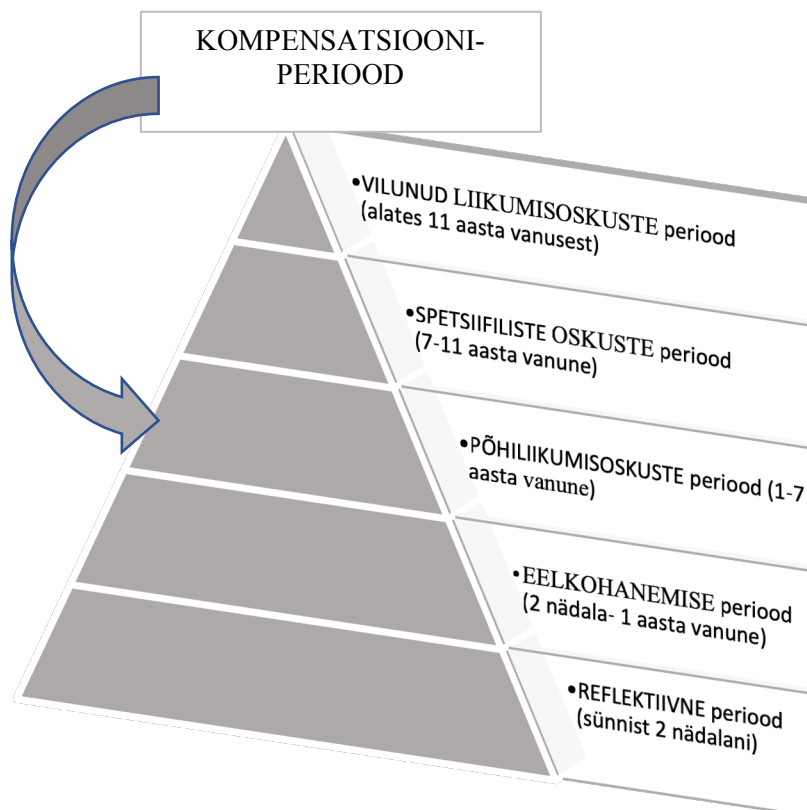 KOMPENSATSIOONI-
PERIOOD
•VILUNUD LIIKUMISOSKUSTE periood
(alates 11 aasta vanusest)
•SPETSIIFILISTE OSKUSTE periood
(7-11 aasta vanune)
•PÕHILIIKUMISOSKUSTE periood (1-7
aasta vanune)
•EELKOHANEMISE periood
(2 nädala- 1 aasta vanune)
•REFLEKTIIVNE periood
(sünnist 2 nädalani)